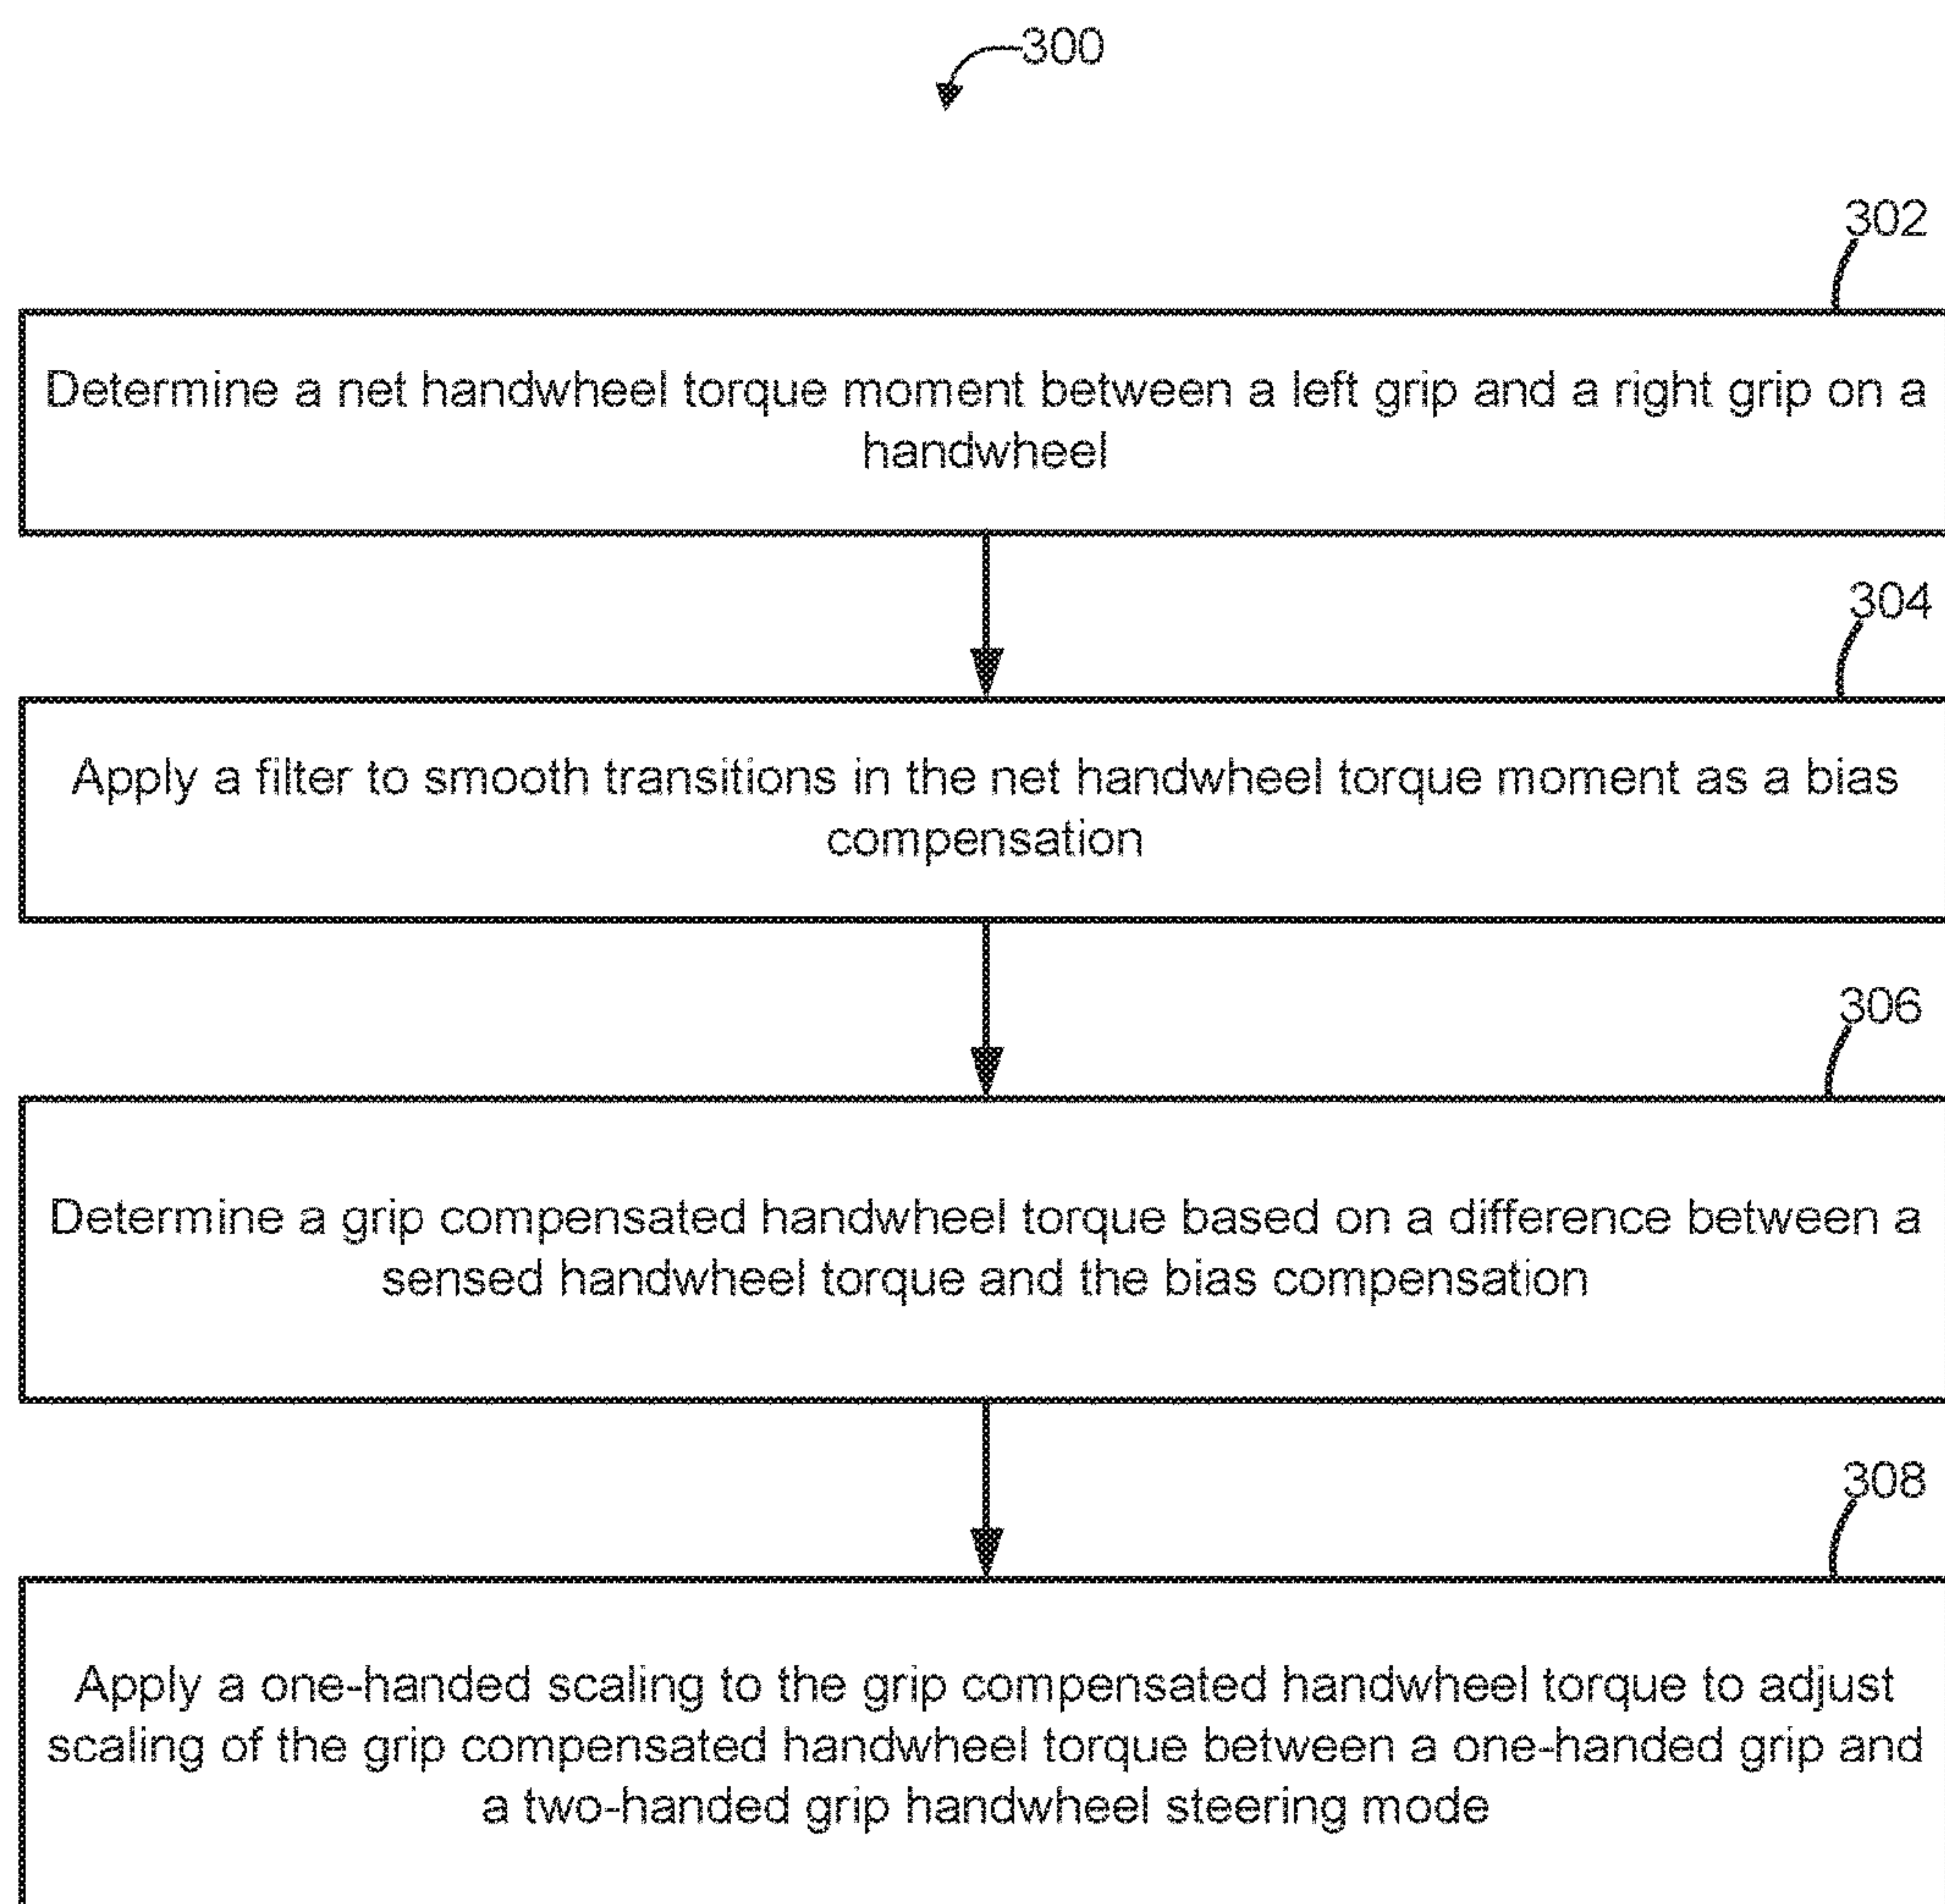 300
302
Determine a net handwheel torque moment between a left grip and a right grip on a
handwheel
304
Apply a filter to smooth transitions in the net handwheel torque moment as a bias
compensation
306
Determine a grip compensated handwheel torque based on a difference between a
sensed handwheel torque and the bias compensation
308
Apply a one-handed scaling to the grip compensated handwheel torque to adjust
scaling of the grip compensated handwheel torque between a one-handed grip and
a two-handed grip handwheel steering mode